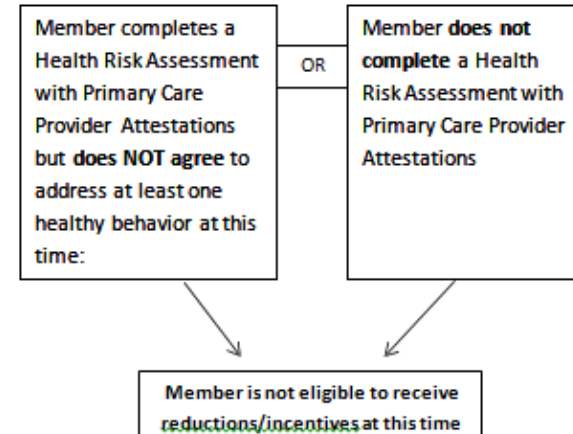 Member completes a
Health Risk Assessment
with Primary Care
Provider Attestations
but does NOT agree to
address at least one
healthy behavior at this
time:
OR
Member does not
complete a Health
Risk Assessment with
Primary Care Provider
Attestations
Member is not eligible to receive
reductions/incentives at this time